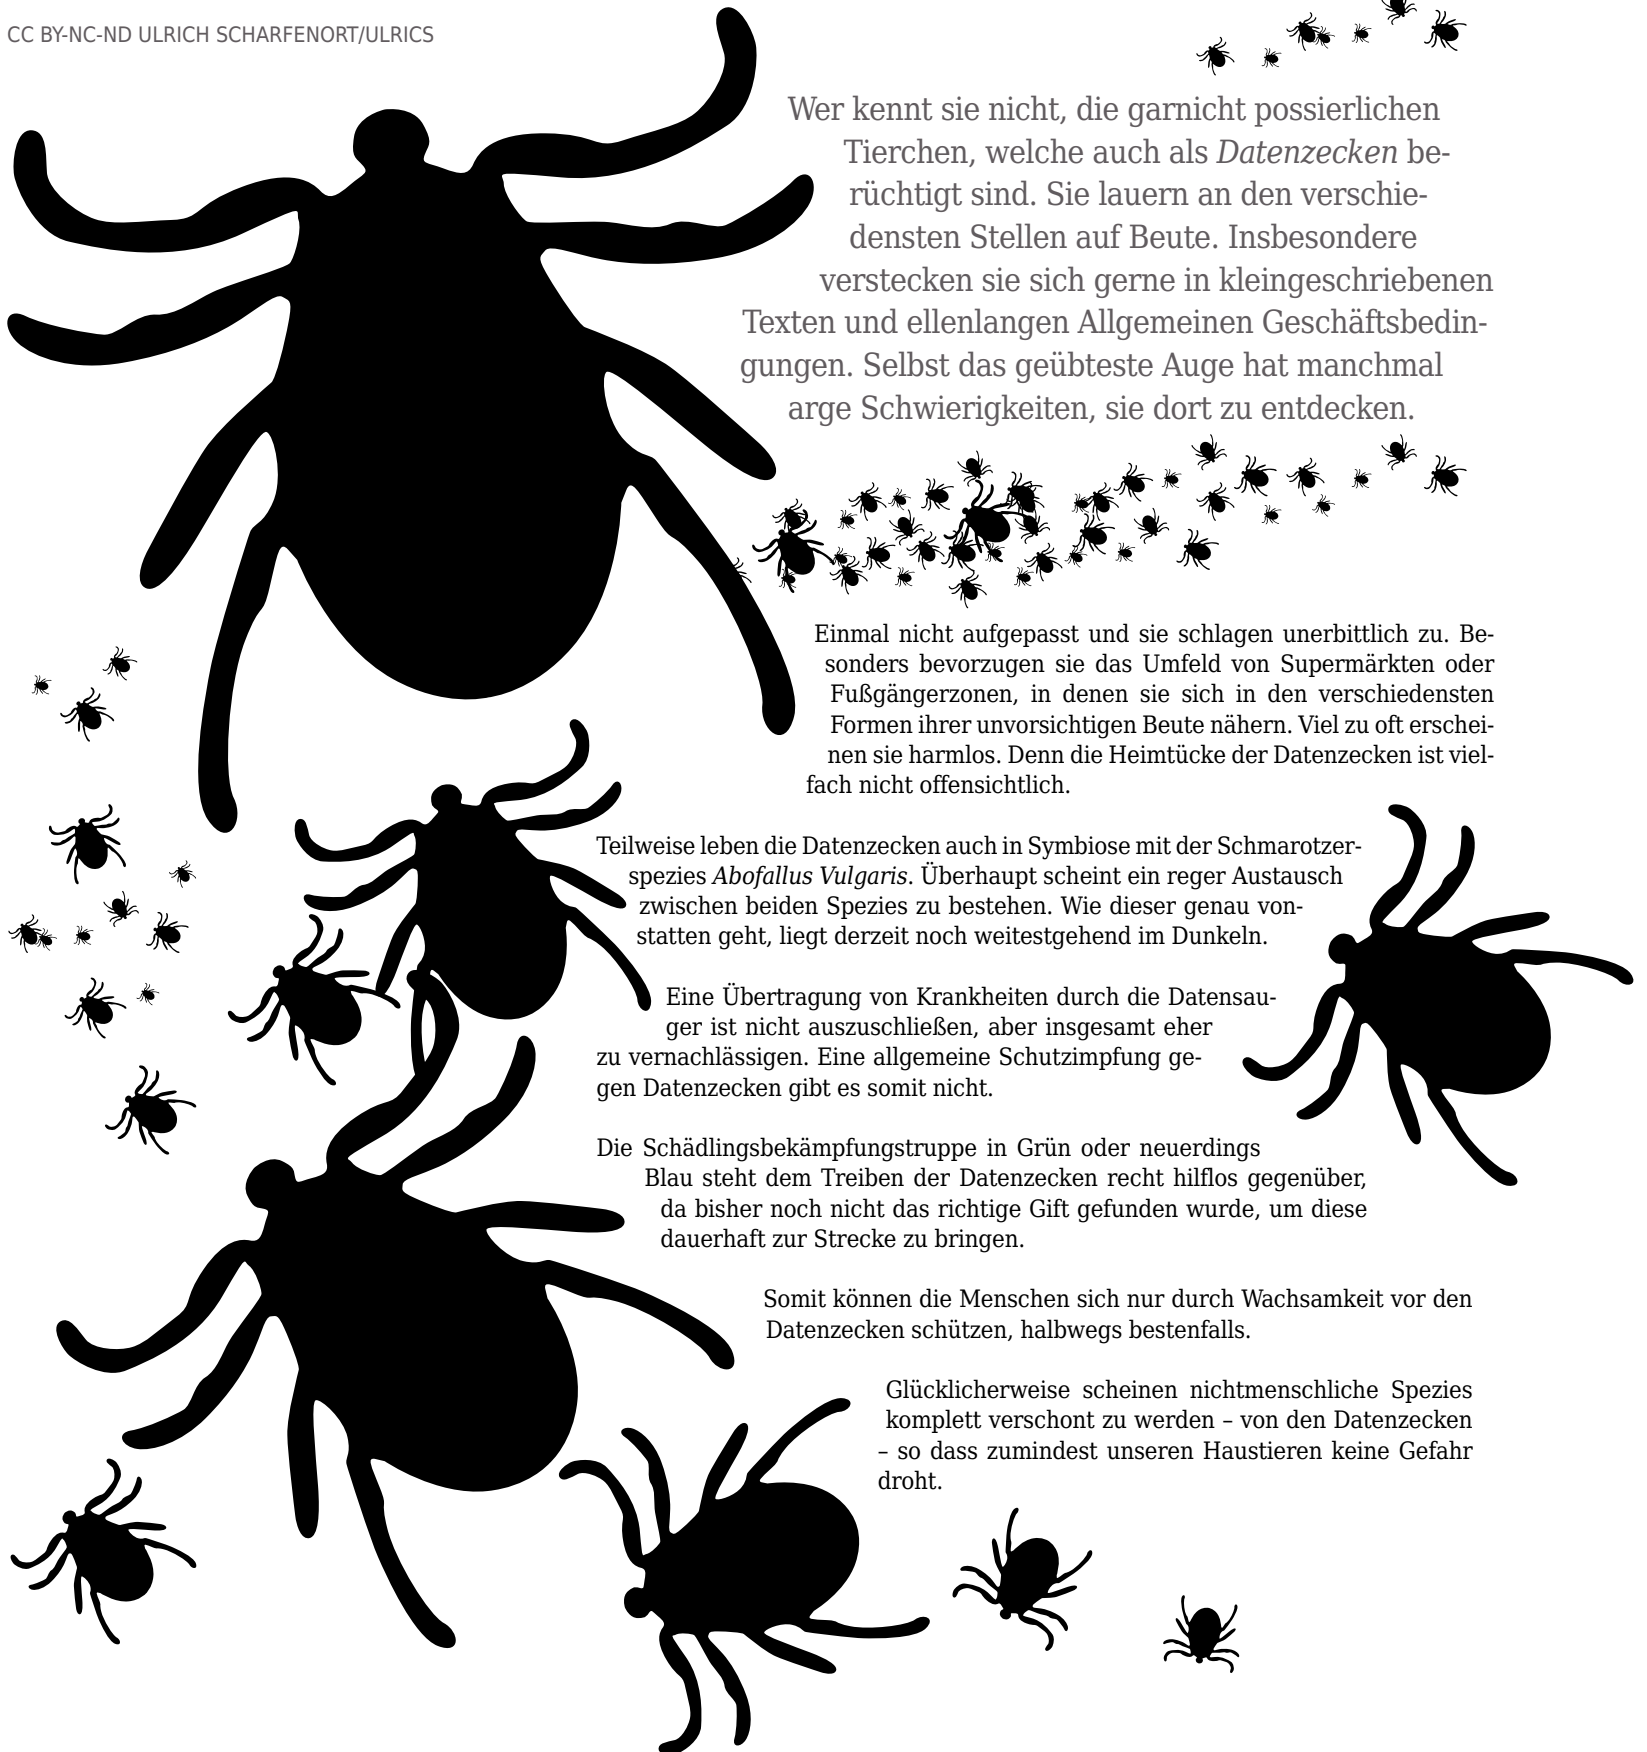 CC BY-NC-ND ULRICH SCHARFENORT/ULRICS
Wer kennt sie nicht, die garnicht possierlichen
Tierchen, welche auch als Datenzecken be-
rüchtigt sind. Sie lauern an den verschie-
densten Stellen auf Beute. Insbesondere
verstecken sie sich gerne in kleingeschriebenen
Texten und ellenlangen Allgemeinen Geschäftsbedin-
gungen. Selbst das geübteste Auge hat manchmal
arge Schwierigkeiten, sie dort zu entdecken.
Einmal nicht aufgepasst und sie schlagen unerbittlich zu. Be-
sonders bevorzugen sie das Umfeld von Supermärkten oder
Fußgängerzonen, in denen sie sich in den verschiedensten
Formen ihrer unvorsichtigen Beute nähern. Viel zu oft erschei-
nen sie harmlos. Denn die Heimtücke der Datenzecken ist viel-
fach nicht offensichtlich.
Teilweise leben die Datenzecken auch in Symbiose mit der Schmarotzer-
spezies Abofallus Vulgaris. Überhaupt scheint ein reger Austausch
zwischen beiden Spezies zu bestehen. Wie dieser genau von-
statten geht, liegt derzeit noch weitestgehend im Dunkeln.
Eine Übertragung von Krankheiten durch die Datensau-
ger ist nicht auszuschließen, aber insgesamt eher
zu vernachlässigen. Eine allgemeine Schutzimpfung ge-
gen Datenzecken gibt es somit nicht.
Die Schädlingsbekämpfungstruppe in Grün oder neuerdings
Blau steht dem Treiben der Datenzecken recht hilflos gegenüber,
da bisher noch nicht das richtige Gift gefunden wurde, um diese
dauerhaft zur Strecke zu bringen.
Somit können die Menschen sich nur durch Wachsamkeit vor den
Datenzecken schützen, halbwegs bestenfalls.
Glücklicherweise scheinen nichtmenschliche Spezies
komplett verschont zu werden – von den Datenzecken
– so dass zumindest unseren Haustieren keine Gefahr
droht.